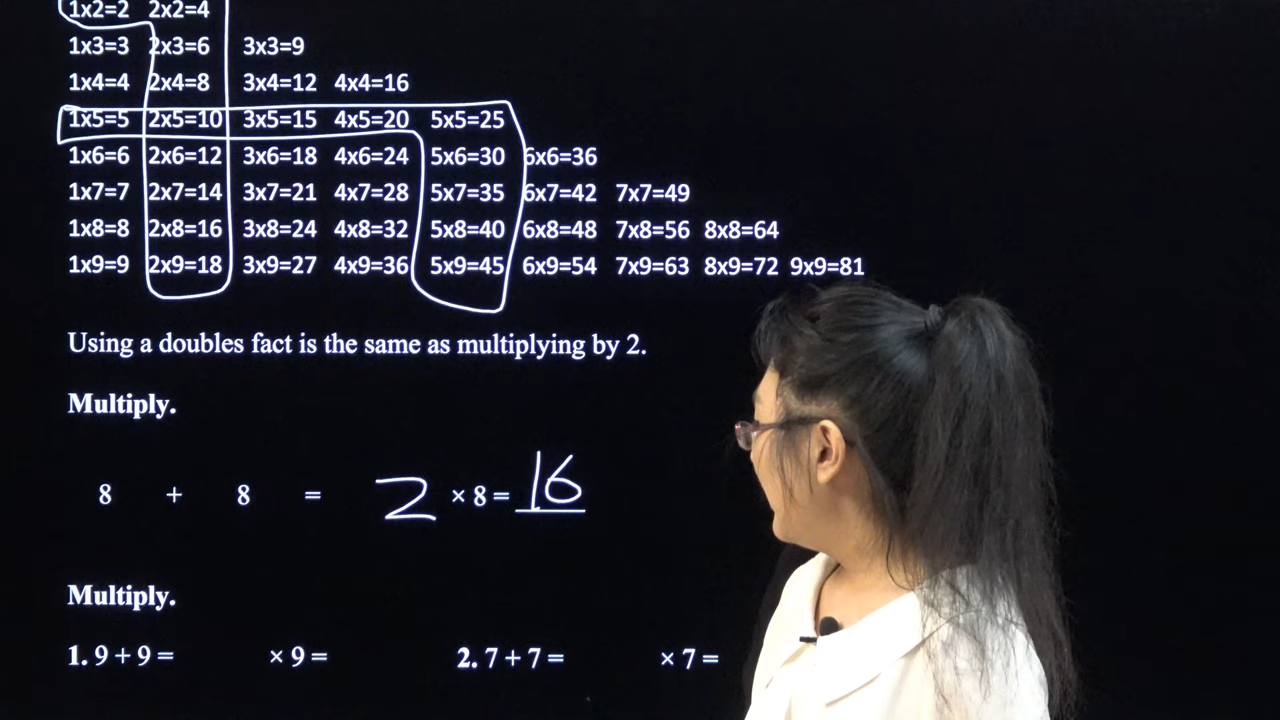 1x2=2 2x2=4
1x3=3 2x3=6 3x3=9
1x4=4 2x4=8 3x4=12 4x4=16
1x5=5 2x5=10 3x5=15 4x5=20 5x5=25
1x6=6 2x6=12 3x6=18 4x6=24 5x6=30 6x6=36
1x7=7 2x7=14 3x7=21 4x7=28 5x7=35 6x7=42 7x7=49
1x8=8 2x8=16 3x8=24 4x8=32 5x8=40 6x8=48 7x8=56 8x8=64
1x9=9 2x9=18 3x9=27 4x9=36 5x9=45 6x9=54 7x9=63 8x9=72 9x9=81
Using a doubles fact is the same as multiplying by 2.
Multiply.
8 + 8 = 2 × 8 = 16
Multiply.
1. 9 + 9 = × 9 = 2. 7 + 7 = × 7 =